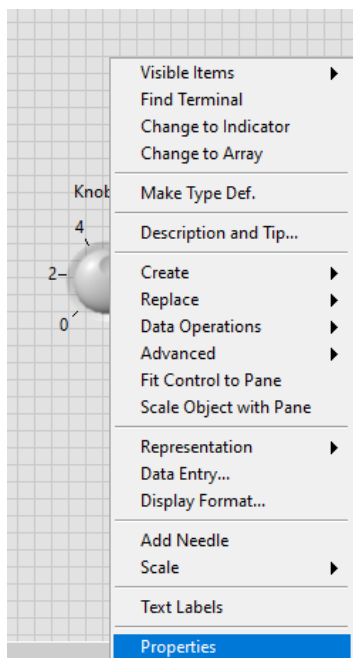 Visible Items
Find Terminal
Change to Indicator
Change to Array
Knob
Make Type Def.
4
Description and Tip...
2
Create
Replace
0
Data Operations
Advanced
Fit Control to Pane
Scale Object with Pane
Representation
Data Entry...
Display Format...
Add Needle
Scale
Text Labels
Properties